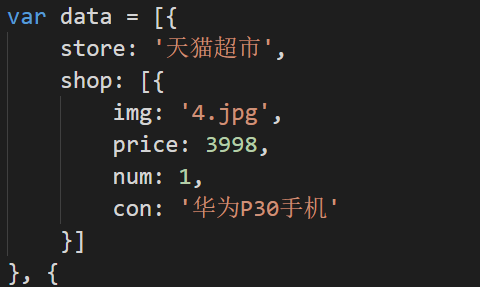 var data = [{
store: '天猫超市',
shop: [{
img: '4.jpg',
price: 3998,
num: 1,
con: '华为P30手机'
}]
}, {